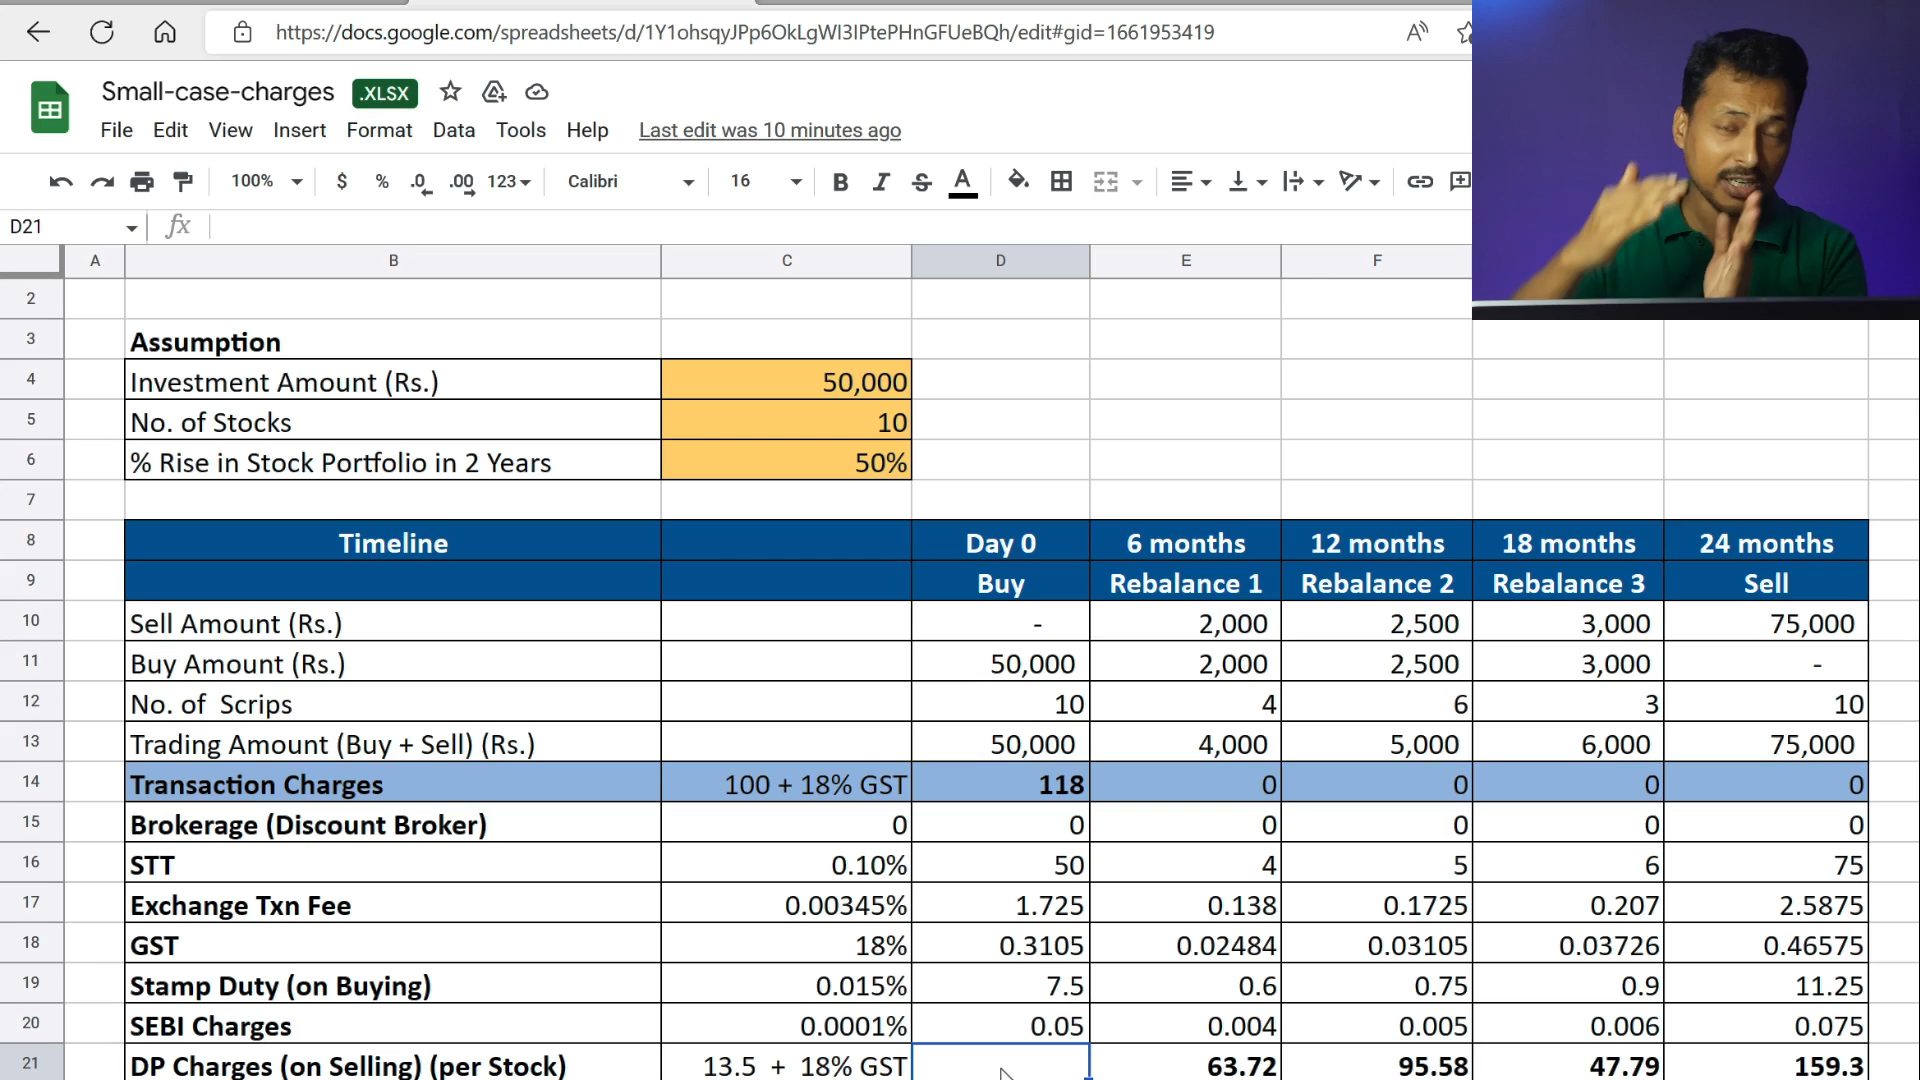 https://docs.google.com/spreadsheets/d/1Y1ohsqyJPp6OkLgWI3IPtePHnGFUeBQh/edit#gid=1661953419
Small-case-charges .XLSX
File Edit View Insert Format Data Tools Help Last edit was 10 minutes ago
100% $ % .0 .00 123 Calibri 16 B I S A
D21 fx
A B C D E F
2
3 Assumption
4 Investment Amount (Rs.) 50,000
5 No. of Stocks 10
6 % Rise in Stock Portfolio in 2 Years 50%
7
8 Timeline Day 0 6 months 12 months 18 months 24 months
9 Buy Rebalance 1 Rebalance 2 Rebalance 3 Sell
10 Sell Amount (Rs.) - 2,000 2,500 3,000 75,000
11 Buy Amount (Rs.) 50,000 2,000 2,500 3,000 -
12 No. of Scrips 10 4 6 3 10
13 Trading Amount (Buy + Sell) (Rs.) 50,000 4,000 5,000 6,000 75,000
14 Transaction Charges 100 + 18% GST 118 0 0 0 0
15 Brokerage (Discount Broker) 0 0 0 0 0 0
16 STT 0.10% 50 4 5 6 75
17 Exchange Txn Fee 0.00345% 1.725 0.138 0.1725 0.207 2.5875
18 GST 18% 0.3105 0.02484 0.03105 0.03726 0.46575
19 Stamp Duty (on Buying) 0.015% 7.5 0.6 0.75 0.9 11.25
20 SEBI Charges 0.0001% 0.05 0.004 0.005 0.006 0.075
21 DP Charges (on Selling) (per Stock) 13.5 + 18% GST 63.72 95.58 47.79 159.3